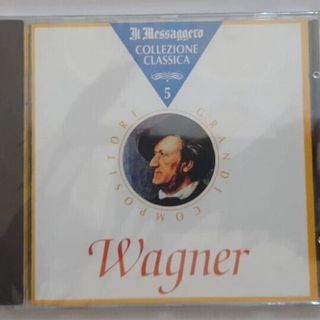 Il Messaggero
COLLEZIONE
CLASSICA
5
GRANDI COMPOSITORI
Wagner